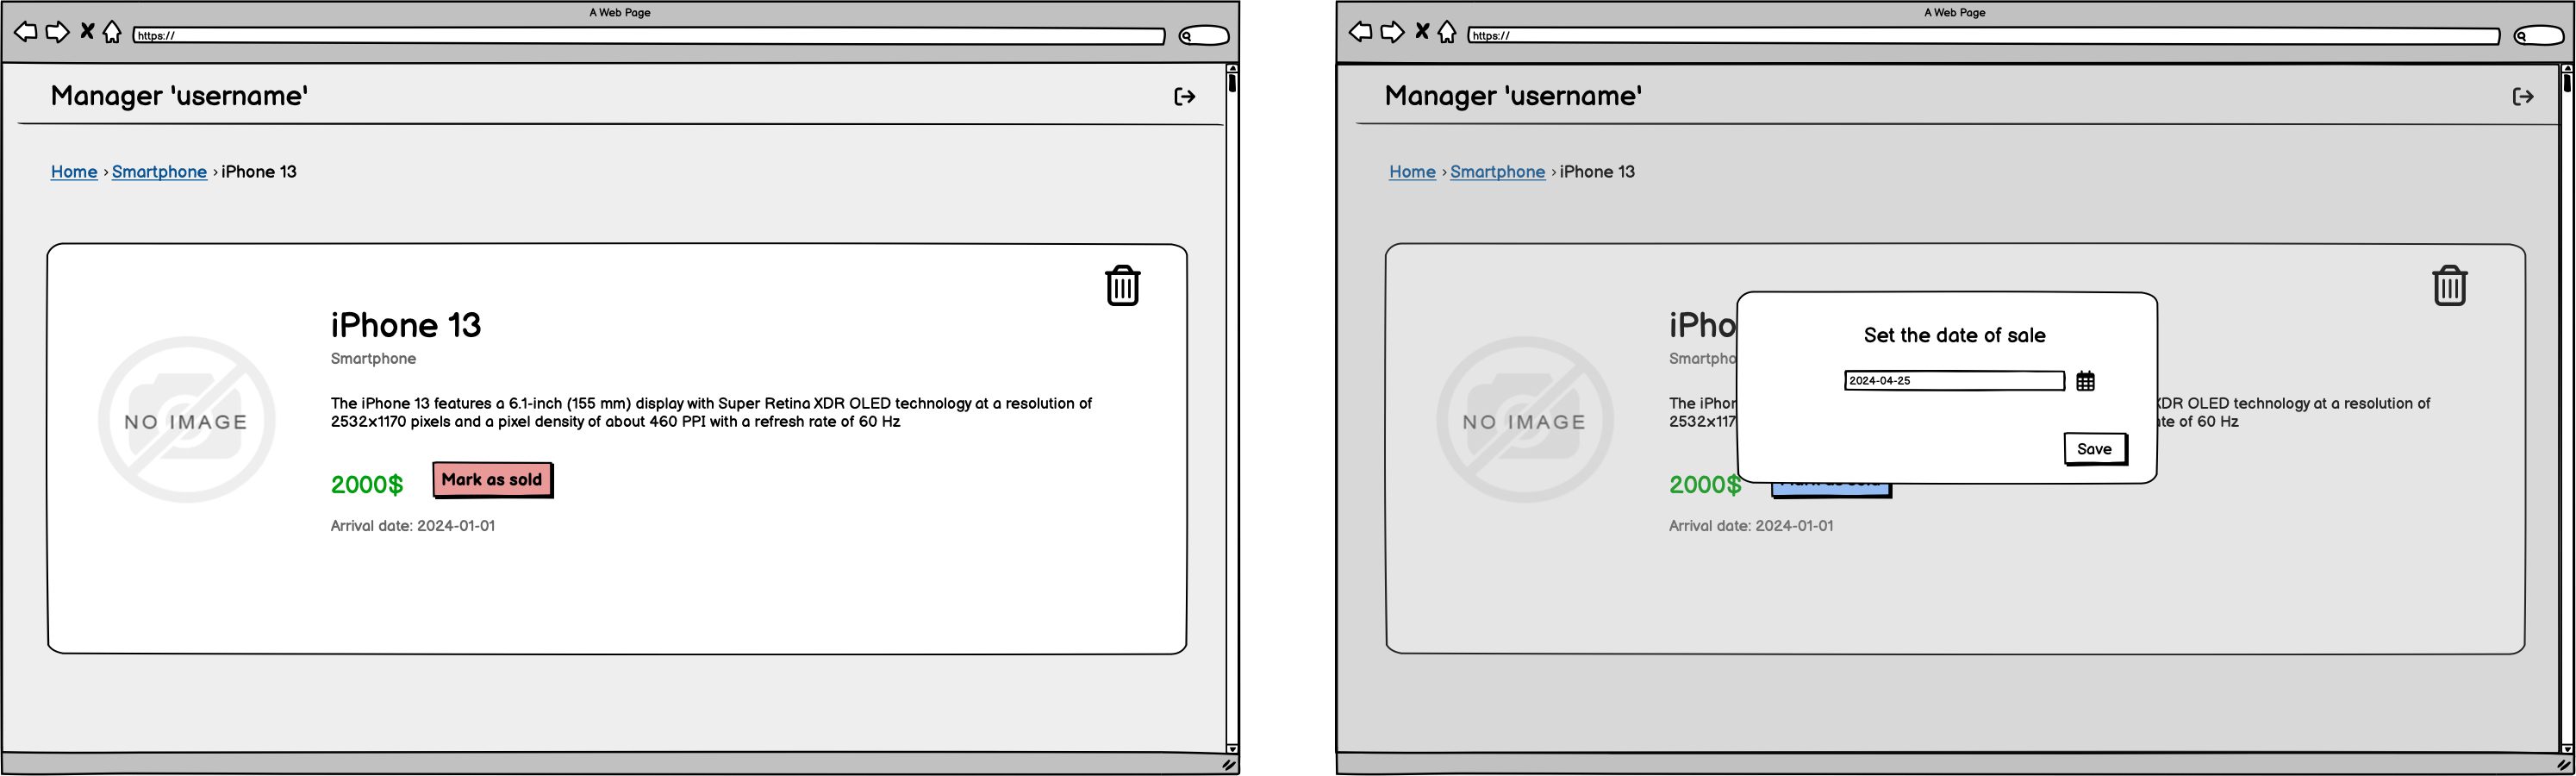 A Web Page
https://
Manager 'username'
Home › Smartphone › iPhone 13
iPhone 13
Smartphone
NO IMAGE
The iPhone 13 features a 6.1-inch (155 mm) display with Super Retina XDR OLED technology at a resolution of
2532x1170 pixels and a pixel density of about 460 PPI with a refresh rate of 60 Hz
2000$ Mark as sold
Arrival date: 2024-01-01
A Web Page
https://
Manager 'username'
Home › Smartphone › iPhone 13
iPho
Smartpho
NO IMAGE
The iPhon XDR OLED technology at a resolution of
2532x117 ate of 60 Hz
Set the date of sale
2024-04-25
Save
2000$
Arrival date: 2024-01-01